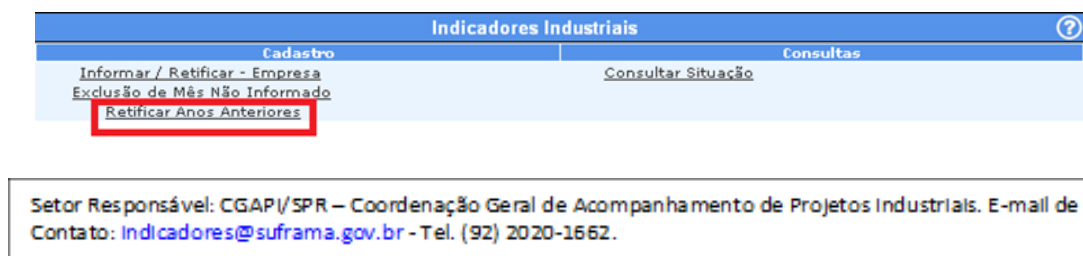 Indicadores Industriais ?
Cadastro Consultas
Informar / Retificar - Empresa Consultar Situação
Exclusão de Mês Não Informado
Retificar Anos Anteriores
Setor Responsável: CGAPI/SPR – Coordenação Geral de Acompanhamento de Projetos Industriais. E-mail de
Contato: Indicadores@suframa.gov.br - Tel. (92) 2020-1662.